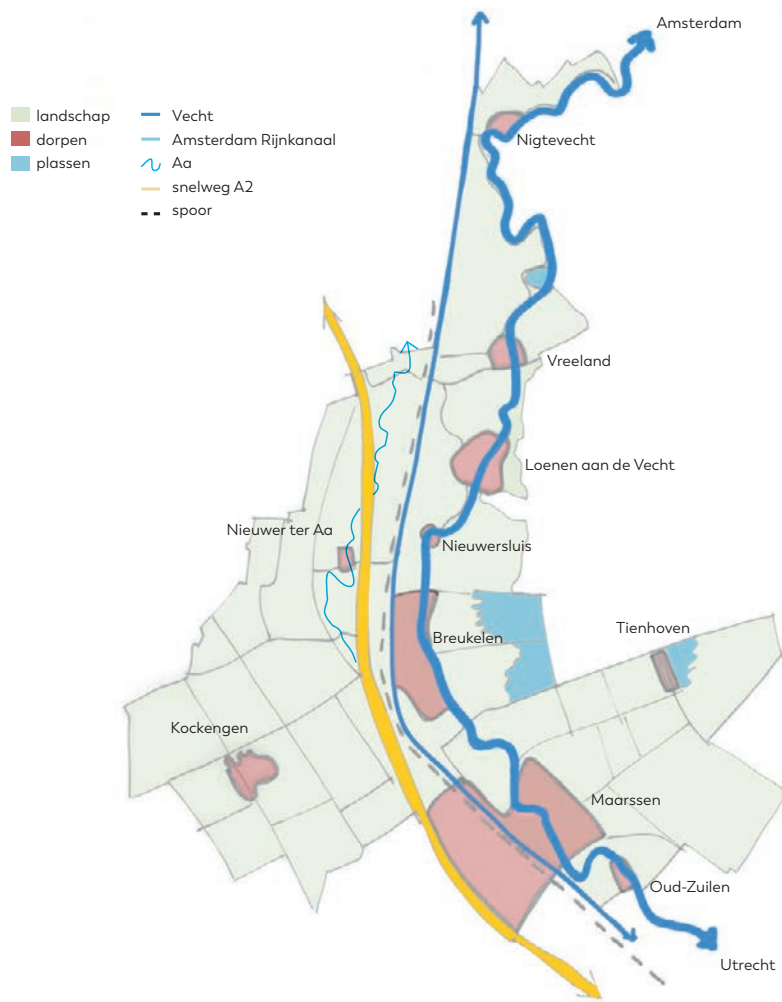 Amsterdam
landschap
dorpen
plassen
Vecht
Amsterdam Rijnkanaal
Aa
snelweg A2
spoor
Nigtevecht
Vreeland
Loenen aan de Vecht
Nieuwer ter Aa
Nieuwersluis
Breukelen
Tienhoven
Kockengen
Maarssen
Oud-Zuilen
Utrecht